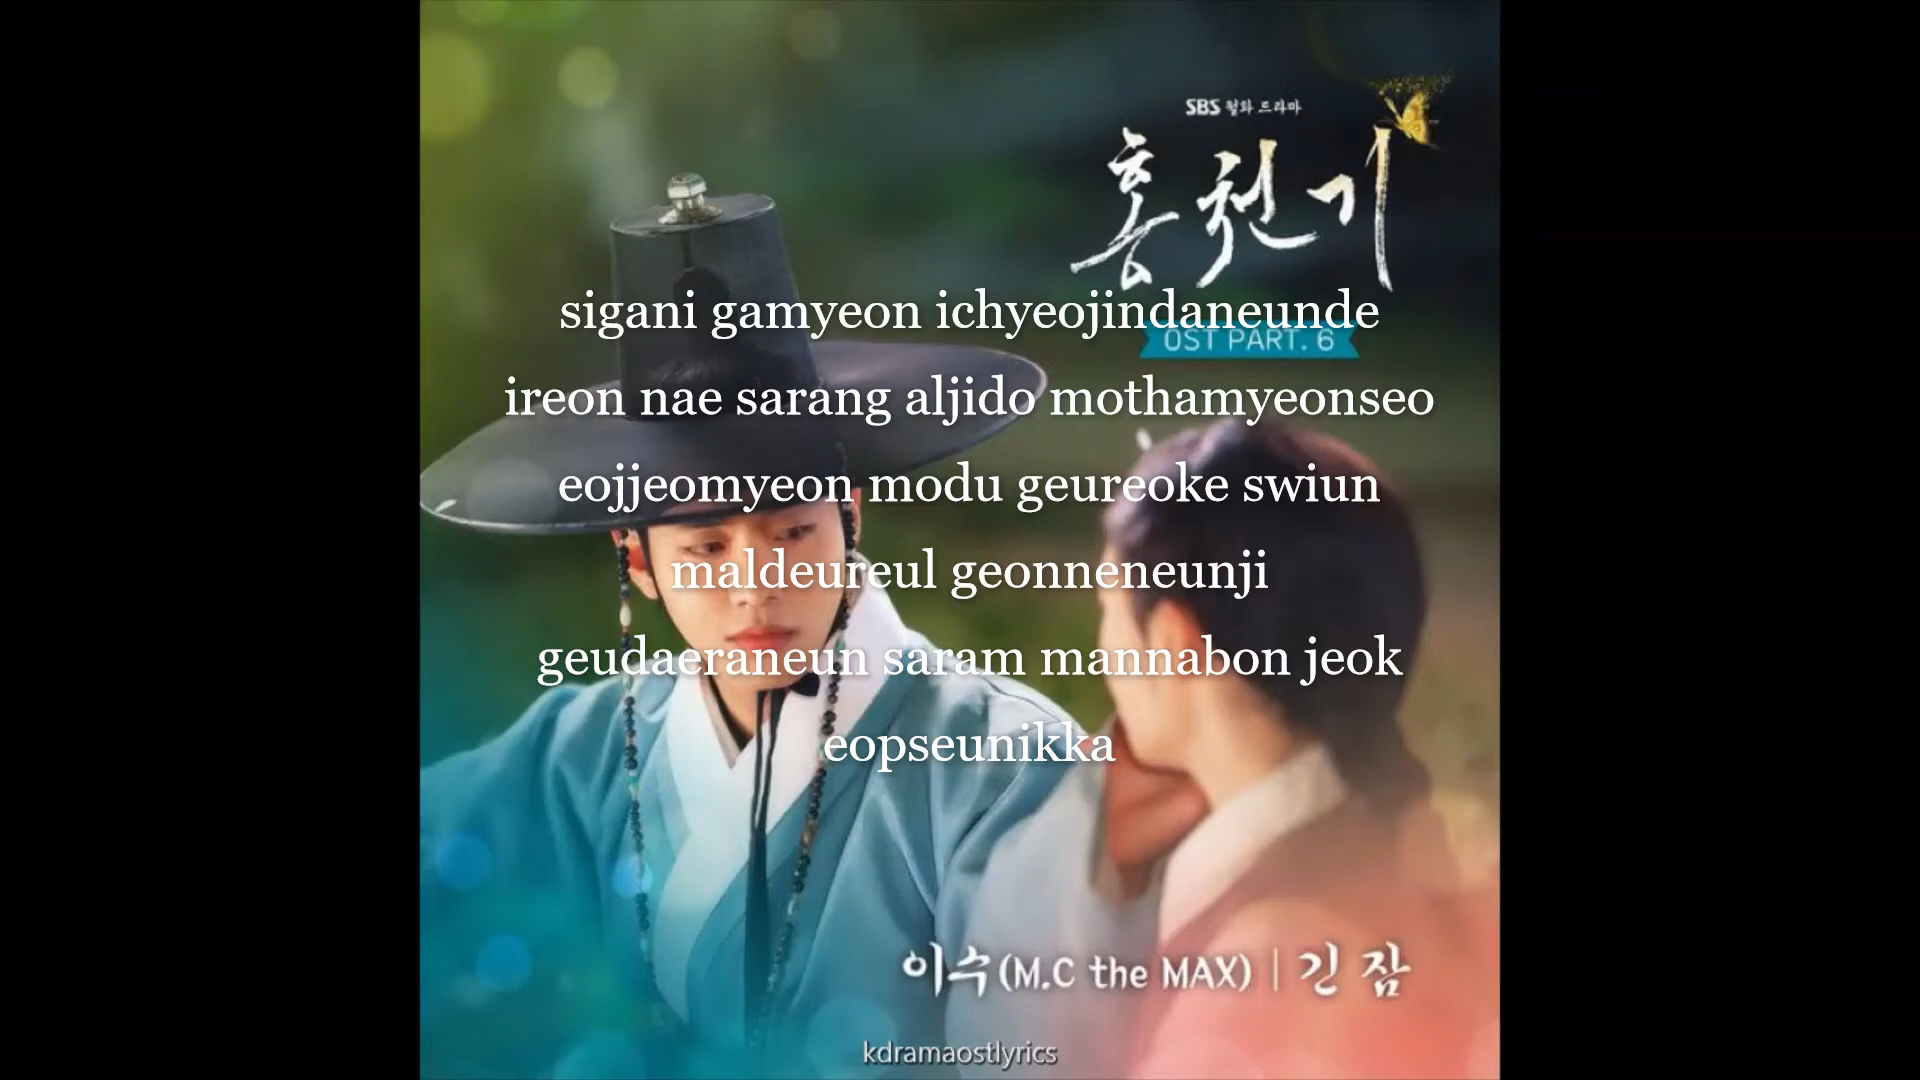 SBS 월화 드라마
홍천기
sigani gamyeon ichyeojindaneunde
OST PART. 6
ireon nae sarang aljido mothamyeonseo
eojjeomyeon modu geureoke swiun
maldeureul geonneneunji
geudaeraneun saram mannabon jeok
eopseunikka
이수(M.C the MAX) | 긴 잠
kdramaostlyrics